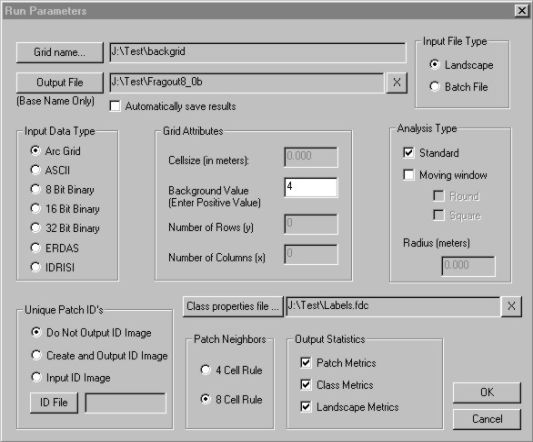 Run Parameters
Grid name...
J:\Test\backgrid
Output File
J:\Test\Fragout8_0b
X
(Base Name Only)
Automatically save results
Input File Type
Landscape
Batch File
Input Data Type
Arc Grid
ASCII
8 Bit Binary
16 Bit Binary
32 Bit Binary
ERDAS
IDRISI
Grid Attributes
Cellsize (in meters):
0.000
Background Value
(Enter Positive Value)
4
Number of Rows (y)
0
Number of Columns (x)
0
Analysis Type
Standard
Moving window
Round
Square
Radius (meters)
0.000
Class properties file ...
J:\Test\Labels.fdc
X
Unique Patch ID's
Do Not Output ID Image
Create and Output ID Image
Input ID Image
ID File
Patch Neighbors
4 Cell Rule
8 Cell Rule
Output Statistics
Patch Metrics
Class Metrics
Landscape Metrics
OK
Cancel